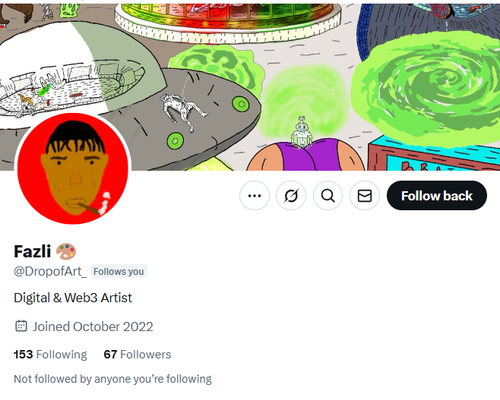 Follow back
Fazli
@DropofArt_ Follows you
Digital & Web3 Artist
Joined October 2022
153 Following 67 Followers
Not followed by anyone you're following